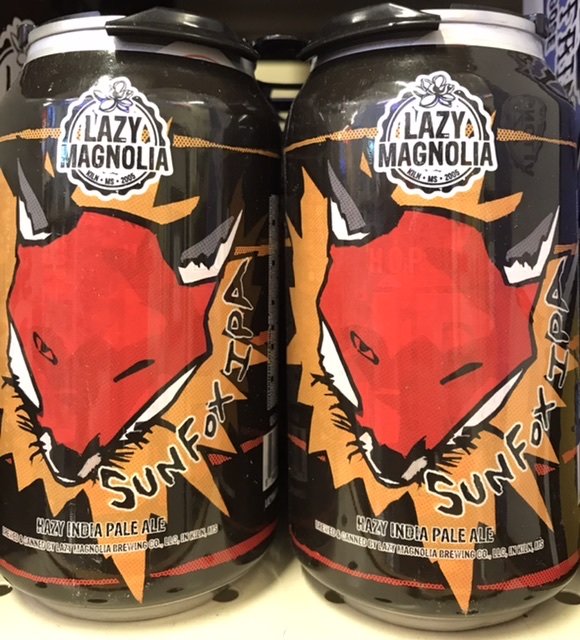 LAZY
MAGNOLIA
KILN • MS • 2005
SUNFOX IPA
HAZY INDIA PALE ALE
BREWED & CANNED BY LAZY MAGNOLIA BREWING CO., LLC, IN KILN, MS
LAZY
MAGNOLIA
KILN • MS • 2005
SUNFOX IPA
HAZY INDIA PALE ALE
BREWED & CANNED BY LAZY MAGNOLIA BREWING CO., LLC, IN KILN, MS